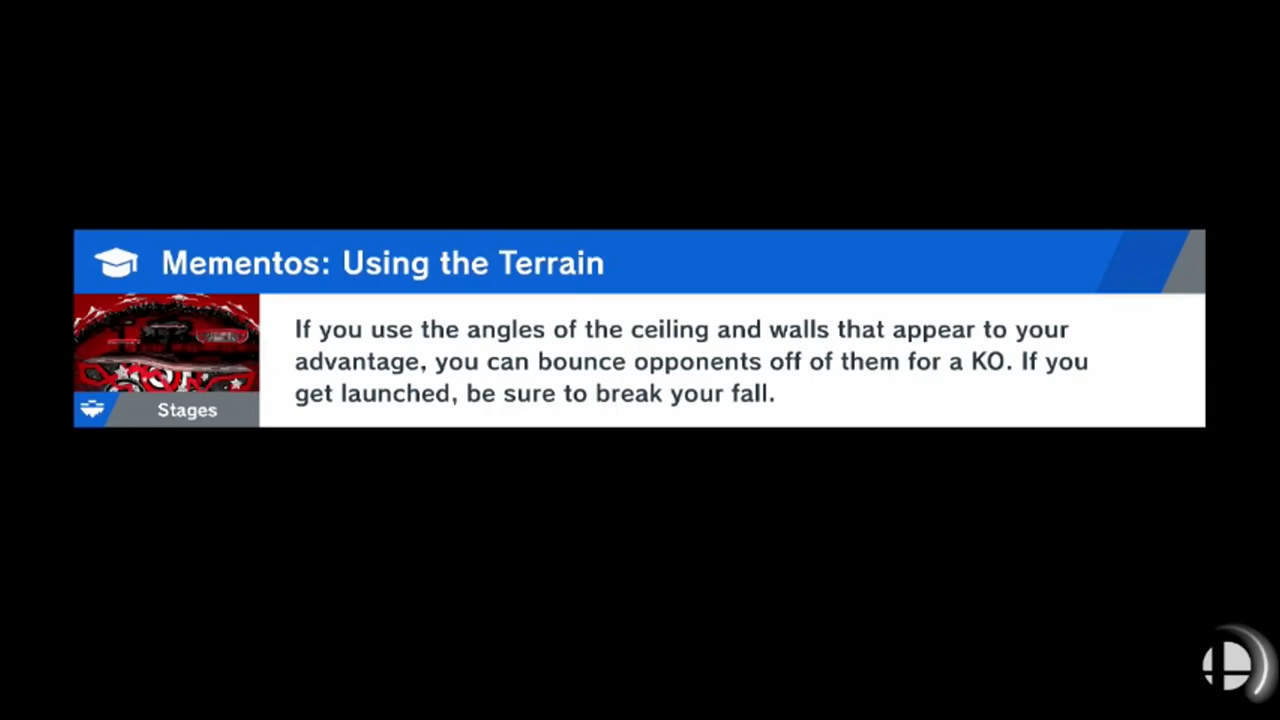 Mementos: Using the Terrain
If you use the angles of the ceiling and walls that appear to your
advantage, you can bounce opponents off of them for a KO. If you
get launched, be sure to break your fall.
Stages